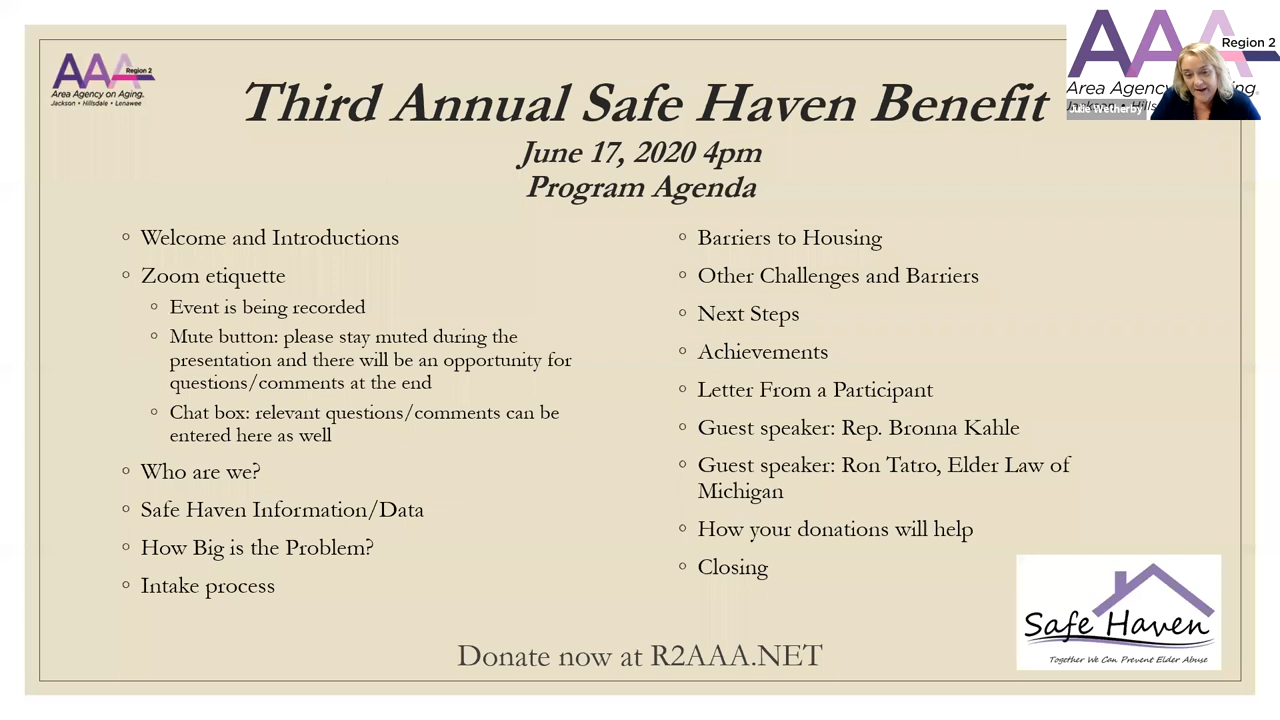 AAA Region 2
Area Agency on Aging.
Jackson • Hillsdale • Lenawee
Third Annual Safe Haven Benefit
June 17, 2020 4pm
Program Agenda
AAA
Region 2
Area Agency
Aging.
Julie Wetherby
Welcome and Introductions
Zoom etiquette
Event is being recorded
Mute button: please stay muted during the
presentation and there will be an opportunity for
questions/comments at the end
Chat box: relevant questions/comments can be
entered here as well
Who are we?
Safe Haven Information/Data
How Big is the Problem?
Intake process
Barriers to Housing
Other Challenges and Barriers
Next Steps
Achievements
Letter From a Participant
Guest speaker: Rep. Bronna Kahle
Guest speaker: Ron Tatro, Elder Law of
Michigan
How your donations will help
Closing
Safe Haven
Together We Can Prevent Elder Abuse
Donate now at R2AAA.NET